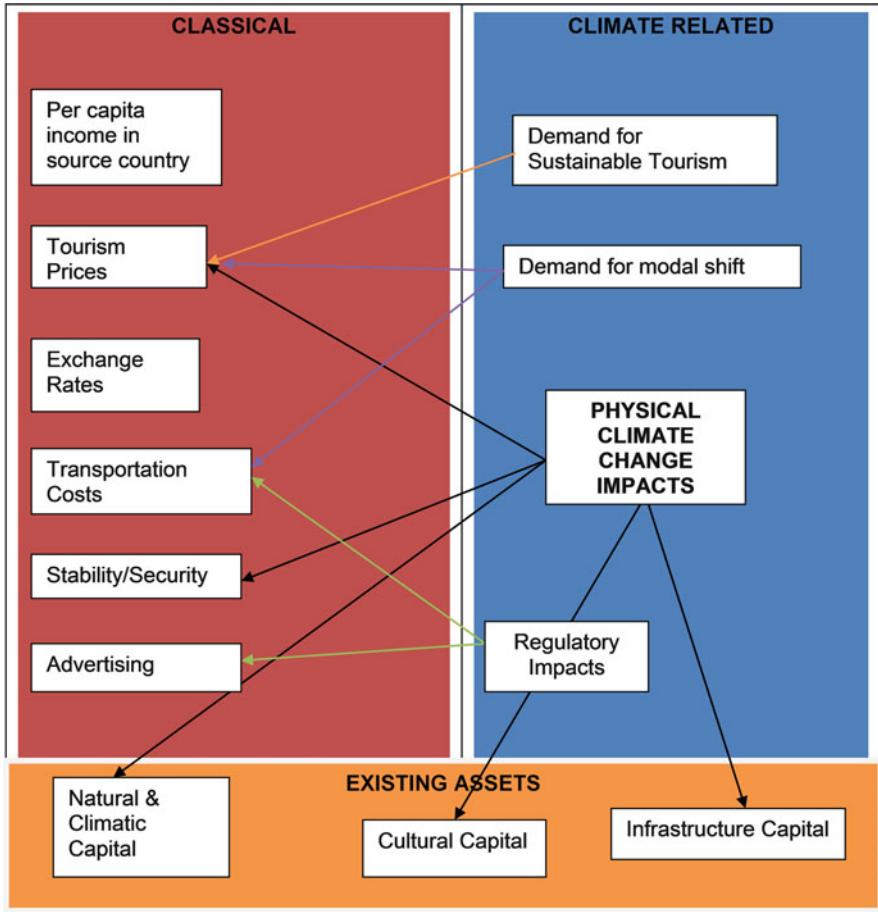 CLASSICAL
Per capita
income in
source country
Tourism
Prices
Exchange
Rates
Transportation
Costs
Stability/Security
Advertising
CLIMATE RELATED
Demand for
Sustainable Tourism
Demand for modal shift
PHYSICAL
CLIMATE
CHANGE
IMPACTS
Regulatory
Impacts
EXISTING ASSETS
Natural &
Climatic
Capital
Cultural Capital
Infrastructure Capital